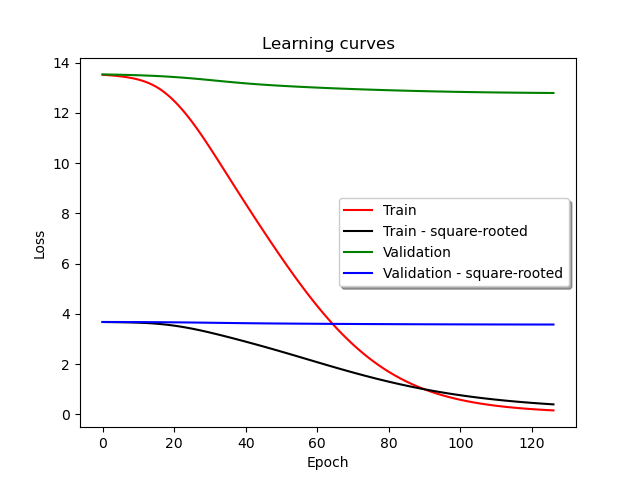 Learning curves
14
12
10
8
6
4
2
0
Loss
Train
Train - square-rooted
Validation
Validation - square-rooted
0 20 40 60 80 100 120
Epoch